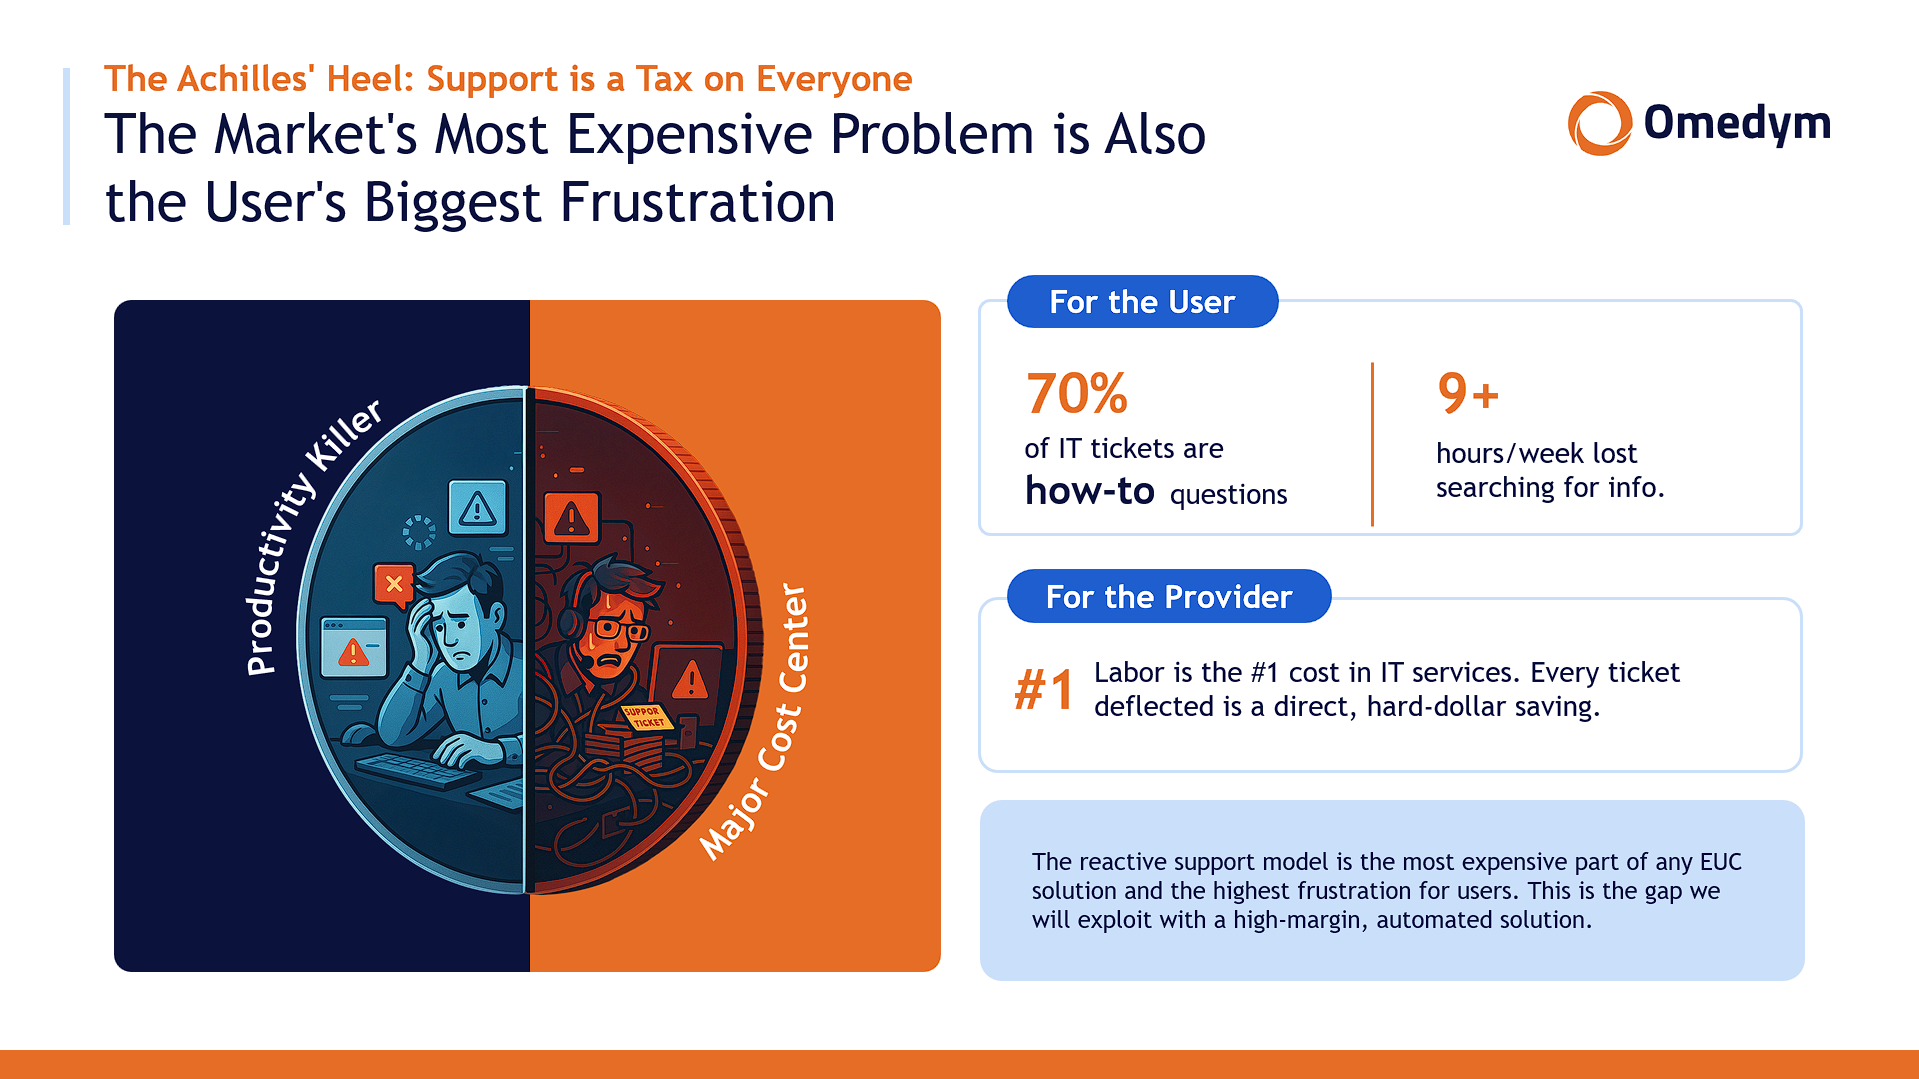 The Achilles' Heel: Support is a Tax on Everyone
The Market's Most Expensive Problem is Also
the User's Biggest Frustration
Omedym
Productivity Killer
SUPPOR
TICKET
Major Cost Center
For the User
70%
of IT tickets are
how-to questions
9+
hours/week lost
searching for info.
For the Provider
#1
Labor is the #1 cost in IT services. Every ticket
deflected is a direct, hard-dollar saving.
The reactive support model is the most expensive part of any EUC
solution and the highest frustration for users. This is the gap we
will exploit with a high-margin, automated solution.